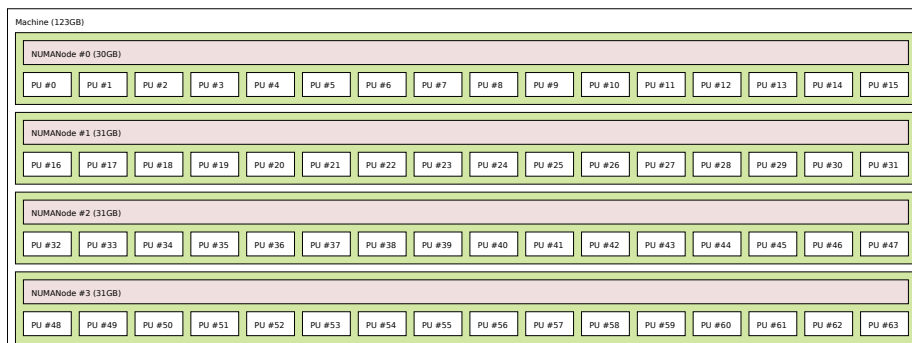 Machine (123GB)
NUMANode #0 (30GB)
PU #0 PU #1 PU #2 PU #3 PU #4 PU #5 PU #6 PU #7 PU #8 PU #9 PU #10 PU #11 PU #12 PU #13 PU #14 PU #15
NUMANode #1 (31GB)
PU #16 PU #17 PU #18 PU #19 PU #20 PU #21 PU #22 PU #23 PU #24 PU #25 PU #26 PU #27 PU #28 PU #29 PU #30 PU #31
NUMANode #2 (31GB)
PU #32 PU #33 PU #34 PU #35 PU #36 PU #37 PU #38 PU #39 PU #40 PU #41 PU #42 PU #43 PU #44 PU #45 PU #46 PU #47
NUMANode #3 (31GB)
PU #48 PU #49 PU #50 PU #51 PU #52 PU #53 PU #54 PU #55 PU #56 PU #57 PU #58 PU #59 PU #60 PU #61 PU #62 PU #63